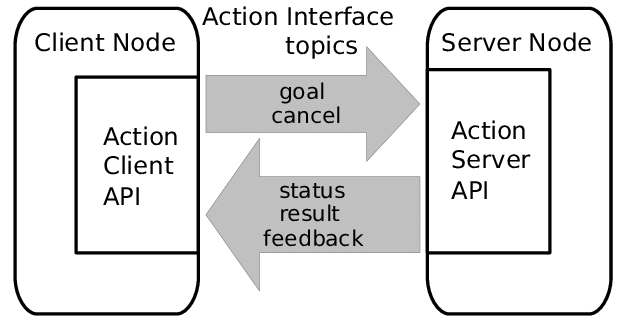 Action Interface
topics
Client Node
Server Node
goal
cancel
Action
Client
API
Action
Server
API
status
result
feedback